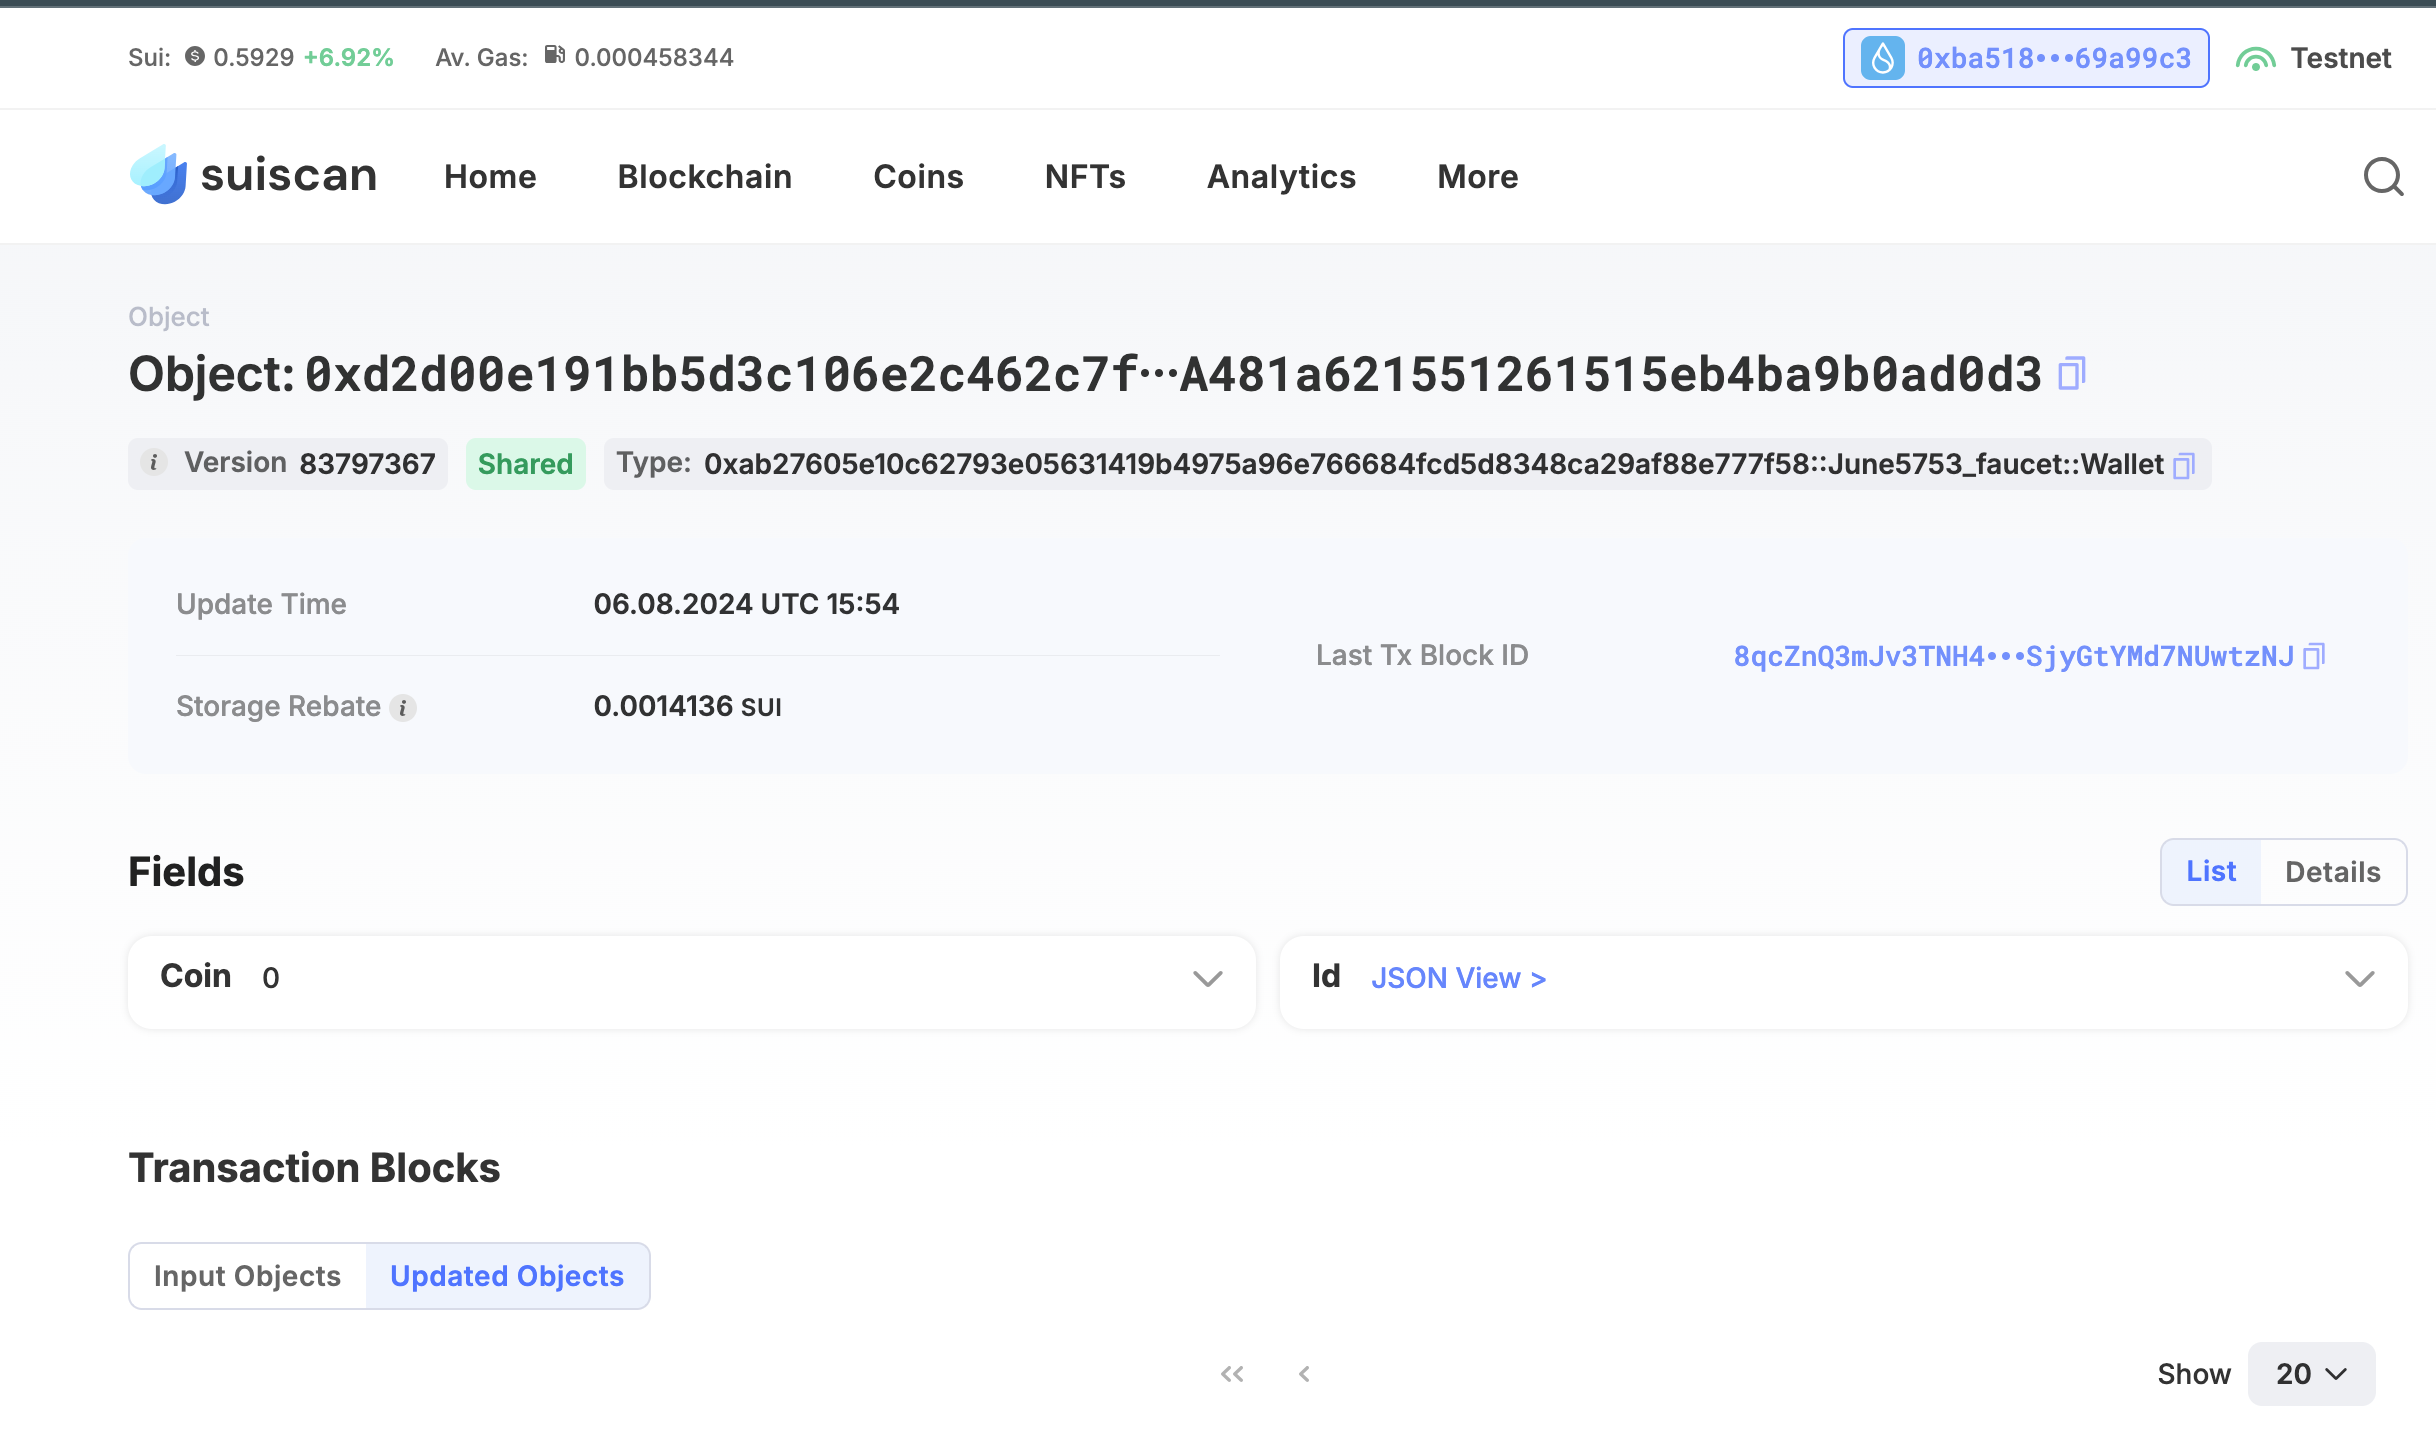 Sui: 0.5929 +6.92% Av. Gas: 0.000458344 0xba518•••69a99c3 Testnet
suiscan Home Blockchain Coins NFTs Analytics More
Object
Object: 0xd2d00e191bb5d3c106e2c462c7f···A481a621551261515eb4ba9b0ad0d3
Version 83797367 Shared Type: 0xab27605e10c62793e05631419b4975a96e766684fcd5d8348ca29af88e777f58::June5753_faucet::Wallet
Update Time 06.08.2024 UTC 15:54
Last Tx Block ID 8qcZnQ3mJv3TNH4•••SjyGtYMd7NUwtzNJ
Storage Rebate 0.0014136 SUI
Fields List Details
Coin 0 Id JSON View >
Transaction Blocks
Input Objects Updated Objects
Show 20